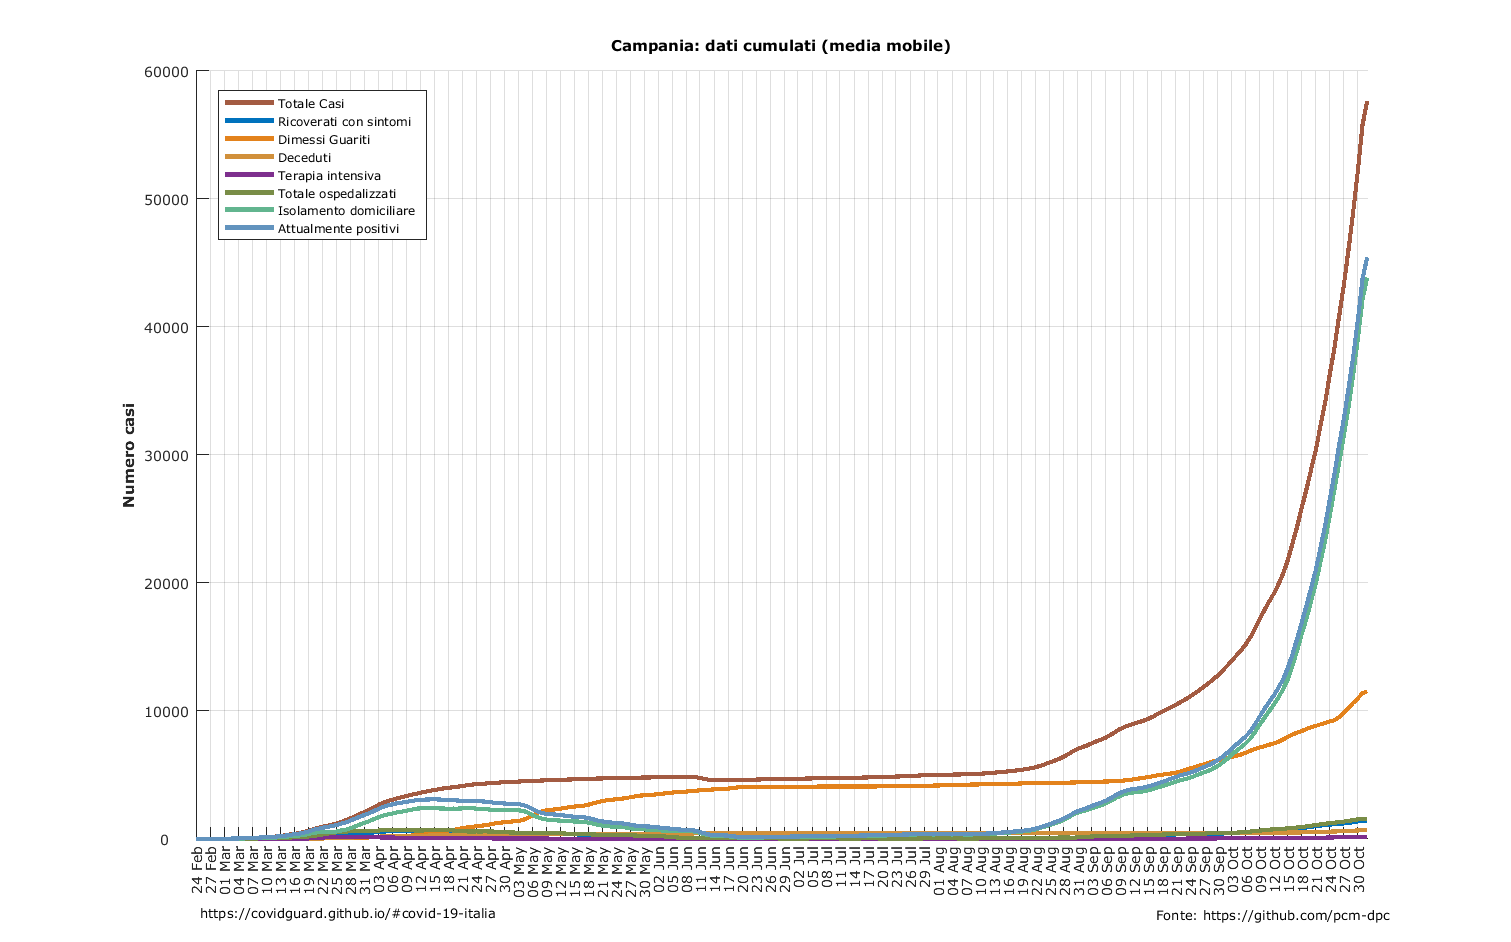 Campania: dati cumulati (media mobile)
60000
50000
40000
30000
20000
10000
0
Numero casi
Totale Casi
Ricoverati con sintomi
Dimessi Guariti
Deceduti
Terapia intensiva
Totale ospedalizzati
Isolamento domiciliare
Attualmente positivi
24 Feb
27 Feb
01 Mar
04 Mar
07 Mar
10 Mar
13 Mar
16 Mar
19 Mar
22 Mar
25 Mar
28 Mar
31 Mar
03 Apr
06 Apr
09 Apr
12 Apr
15 Apr
18 Apr
21 Apr
24 Apr
27 Apr
30 Apr
03 May
06 May
09 May
12 May
15 May
18 May
21 May
24 May
27 May
30 May
02 Jun
05 Jun
08 Jun
11 Jun
14 Jun
17 Jun
20 Jun
23 Jun
26 Jun
29 Jun
02 Jul
05 Jul
08 Jul
11 Jul
14 Jul
17 Jul
20 Jul
23 Jul
26 Jul
29 Jul
01 Aug
04 Aug
07 Aug
10 Aug
13 Aug
16 Aug
19 Aug
22 Aug
25 Aug
28 Aug
31 Aug
03 Sep
06 Sep
09 Sep
12 Sep
15 Sep
18 Sep
21 Sep
24 Sep
27 Sep
30 Sep
03 Oct
06 Oct
09 Oct
12 Oct
15 Oct
18 Oct
21 Oct
24 Oct
27 Oct
30 Oct
https://covidguard.github.io/#covid-19-italia
Fonte: https://github.com/pcm-dpc